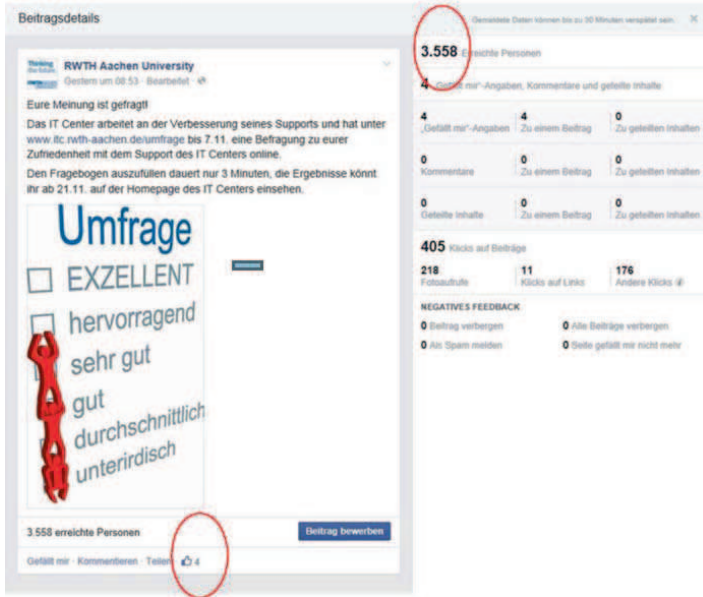 Beitragsdetails
Gemeldete Daten können bis zu 30 Minuten verspätet sein.
Thinking
the future.
RWTH Aachen University
Gestern um 08:53 · Bearbeitet ·
Eure Meinung ist gefragt!
Das IT Center arbeitet an der Verbesserung seines Supports und hat unter
www.itc.rwth-aachen.de/umfrage bis 7.11. eine Befragung zu eurer
Zufriedenheit mit dem Support des IT Centers online.
Den Fragebogen auszufüllen dauert nur 3 Minuten, die Ergebnisse könnt
ihr ab 21.11. auf der Homepage des IT Centers einsehen.
Umfrage
EXZELLENT
hervorragend
sehr gut
gut
durchschnittlich
unterirdisch
3.558 erreichte Personen
Beitrag bewerben
Gefällt mir · Kommentieren · Teilen · 4
3.558 Erreichte Personen
4 „Gefällt mir“-Angaben, Kommentare und geteilte Inhalte
4 4 0
„Gefällt mir“-Angaben Zu einem Beitrag Zu geteilten Inhalten
0 0 0
Kommentare Zu einem Beitrag Zu geteilten Inhalten
0 0 0
Geteilte Inhalte Zu einem Beitrag Zu geteilten Inhalten
405 Klicks auf Beiträge
218 11 176
Fotoaufrufe Klicks auf Links Andere Klicks
NEGATIVES FEEDBACK
0 Beitrag verbergen 0 Alle Beiträge verbergen
0 Als Spam melden 0 Seite gefällt mir nicht mehr